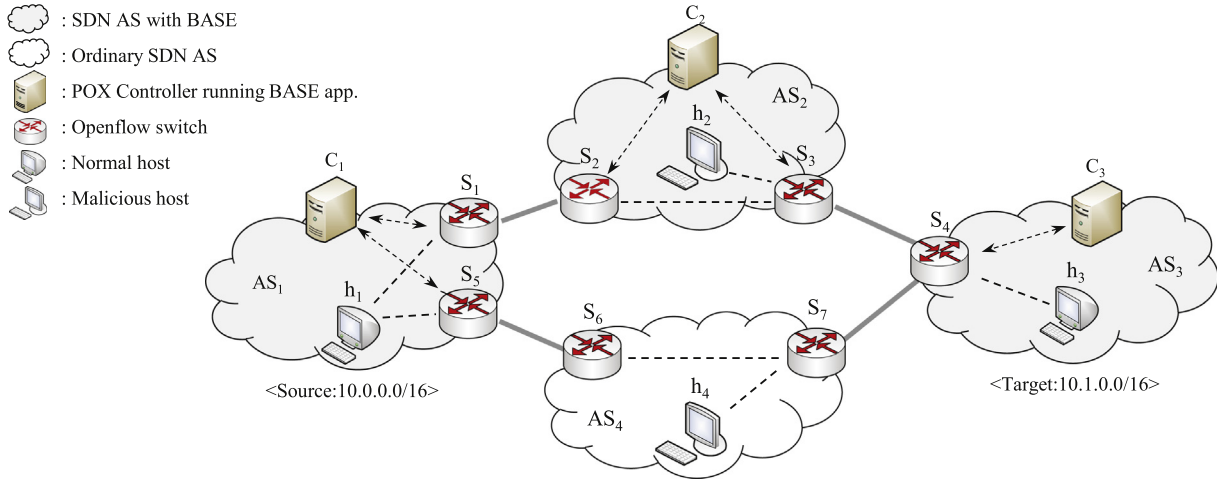 : SDN AS with BASE
: Ordinary SDN AS
: POX Controller running BASE app.
: Openflow switch
: Normal host
: Malicious host
C2
AS2
h2
S2
S3
C1
S1
C3
S4
AS1
h1
S5
h3
AS3
S6
S7
<Source:10.0.0.0/16>
<Target:10.1.0.0/16>
h4
AS4